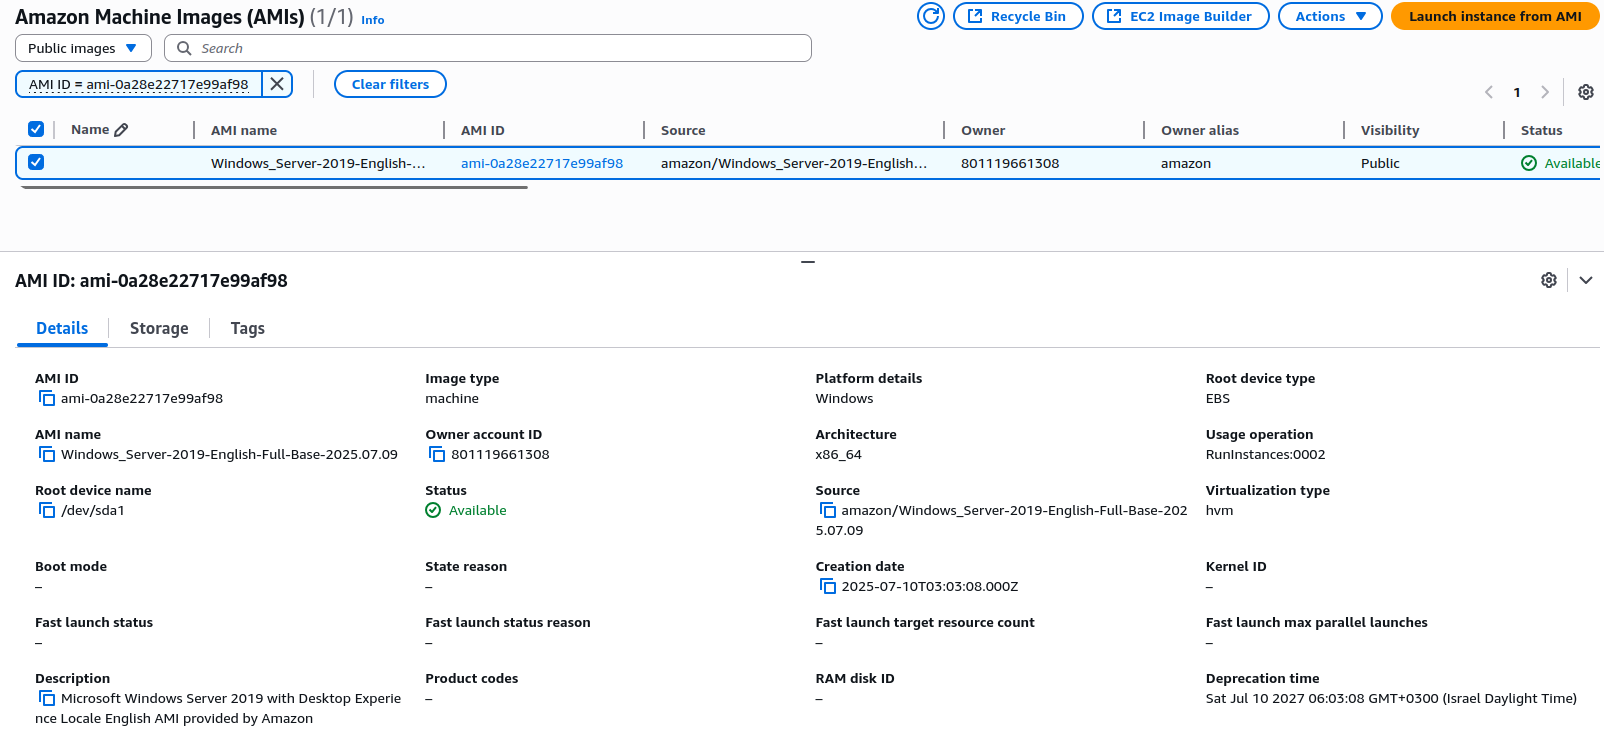 Amazon Machine Images (AMIs) (1/1) Info
Recycle Bin
EC2 Image Builder
Actions
Launch instance from AMI
Public images
Search
AMI ID = ami-0a28e22717e99af98
Clear filters
1
Name AMI name AMI ID Source Owner Owner alias Visibility Status
Windows_Server-2019-English-... ami-0a28e22717e99af98 amazon/Windows_Server-2019-English... 801119661308 amazon Public Available
AMI ID: ami-0a28e22717e99af98
Details Storage Tags
AMI ID Image type Platform details Root device type
ami-0a28e22717e99af98 machine Windows EBS
AMI name Owner account ID Architecture Usage operation
Windows_Server-2019-English-Full-Base-2025.07.09 801119661308 x86_64 RunInstances:0002
Root device name Status Source Virtualization type
/dev/sda1 Available amazon/Windows_Server-2019-English-Full-Base-202 hvm
5.07.09
Boot mode State reason Creation date Kernel ID
– – 2025-07-10T03:03:08.000Z –
Fast launch status Fast launch status reason Fast launch target resource count Fast launch max parallel launches
– – – –
Description Product codes RAM disk ID Deprecation time
Microsoft Windows Server 2019 with Desktop Experie – – Sat Jul 10 2027 06:03:08 GMT+0300 (Israel Daylight Time)
nce Locale English AMI provided by Amazon